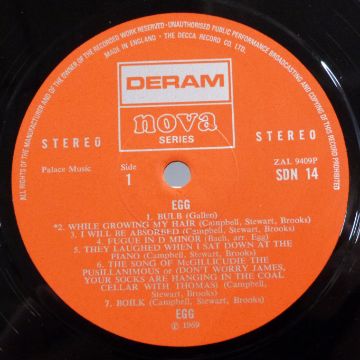 ALL RIGHTS OF THE MANUFACTURER AND OF THE OWNER OF THE RECORDED WORK RESERVED UNAUTHORISED PUBLIC PERFORMANCE BROADCASTING AND COPYING OF THIS RECORD PROHIBITED
MADE IN ENGLAND. THE DECCA RECORD CO. LTD.
DERAM
nova
SERIES
STEREO STEREO
Palace Music Side ZAL 9409P
1 SDN 14
EGG
1. BULB (Gallen)
*2. WHILE GROWING MY HAIR (Campbell, Stewart, Brooks)
3. I WILL BE ABSORBED (Campbell, Stewart, Brooks)
4. FUGUE IN D MINOR (Bach, arr. Egg)
5. THEY LAUGHED WHEN I SAT DOWN AT THE
PIANO (Campbell, Stewart, Brooks)
6. THE SONG OF McGILLICUDIE THE
PUSILLANIMOUS or (DON'T WORRY JAMES,
YOUR SOCKS ARE HANGING IN THE COAL
CELLAR WITH THOMAS) (Campbell,
Stewart, Brooks)
7. BOILK (Campbell, Stewart, Brooks)
EGG
℗ 1969